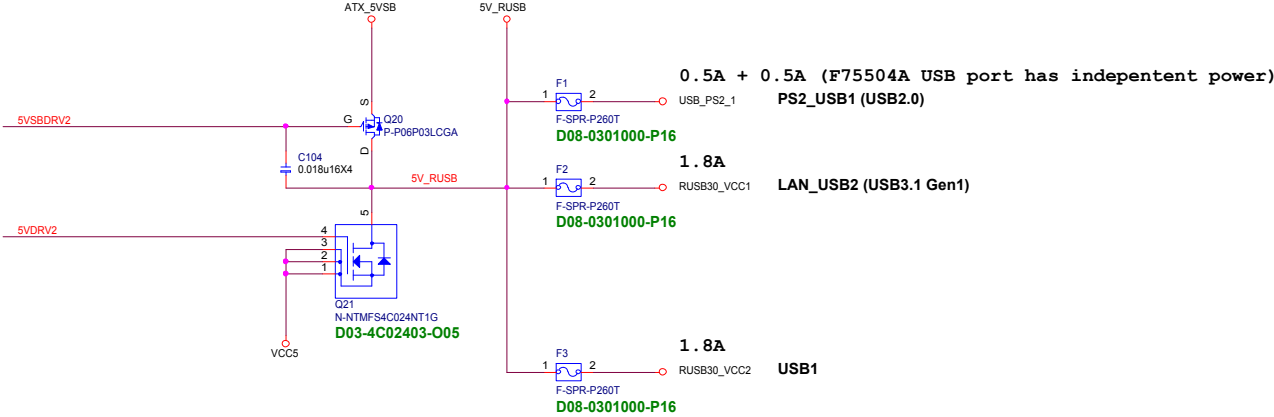 ATX_5VSB
5V_RUSB
0.5A + 0.5A (F75504A USB port has indepentent power)
F1
1
2
USB_PS2_1
PS2_USB1 (USB2.0)
F-SPR-P260T
D08-0301000-P16
5VSBDRV2
S
G
Q20
P-P06P03LCGA
D
C104
0.018u16X4
5V_RUSB
1.8A
F2
1
2
RUSB30_VCC1
LAN_USB2 (USB3.1 Gen1)
F-SPR-P260T
D08-0301000-P16
5
5VDRV2
4
3
2
1
Q21
N-NTMFS4C024NT1G
D03-4C02403-O05
VCC5
1.8A
F3
1
2
RUSB30_VCC2
USB1
F-SPR-P260T
D08-0301000-P16